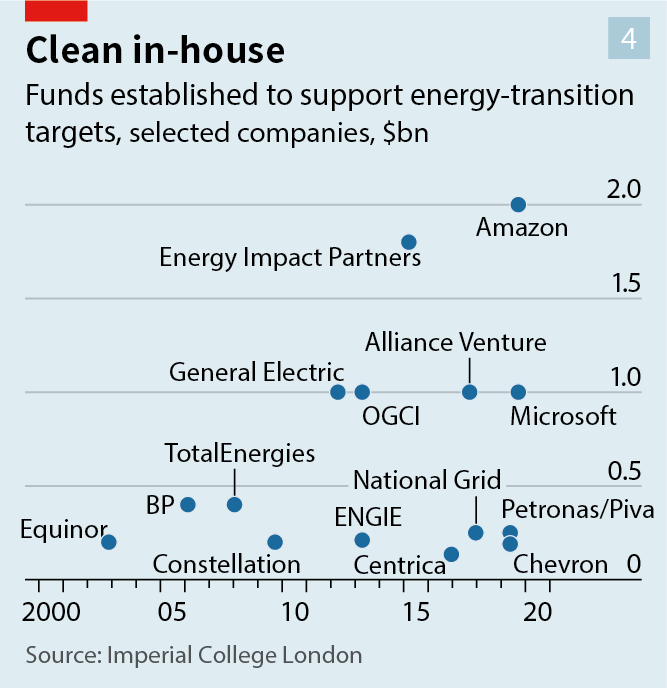 Clean in-house
4
Funds established to support energy-transition
targets, selected companies, $bn
2.0
Amazon
Energy Impact Partners
1.5
Alliance Venture
General Electric
1.0
OGCI
Microsoft
TotalEnergies
0.5
National Grid
BP
Petronas/Piva
ENGIE
Equinor
Constellation
Centrica
Chevron
0
2000
05
10
15
20
Source: Imperial College London